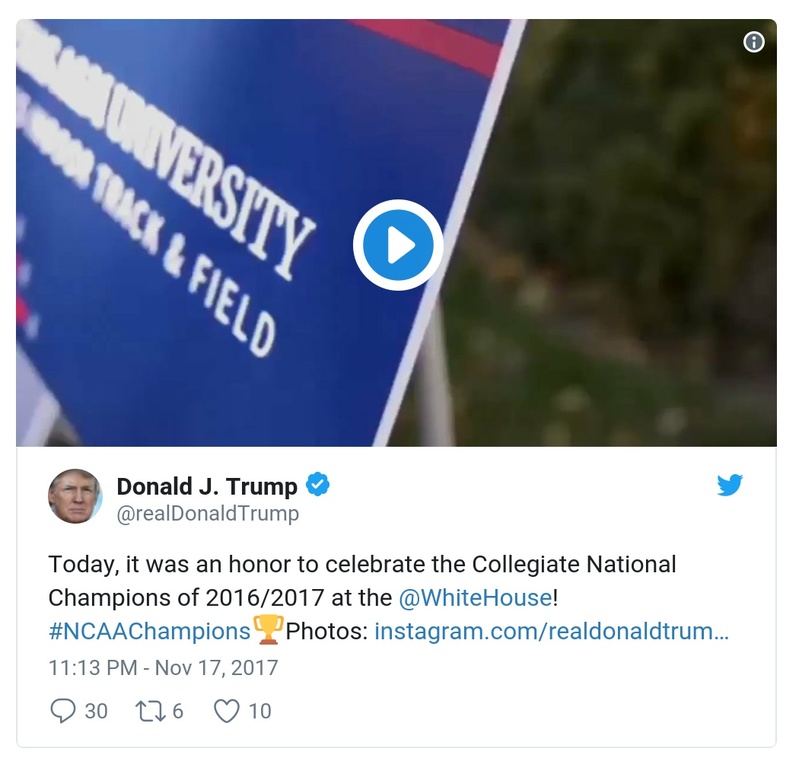 UNIVERSITY
TRACK & FIELD
Donald J. Trump
@realDonaldTrump
Today, it was an honor to celebrate the Collegiate National
Champions of 2016/2017 at the @WhiteHouse!
#NCAAChampions🏆Photos: instagram.com/realdonaldtrum…
11:13 PM - Nov 17, 2017
30 6 10